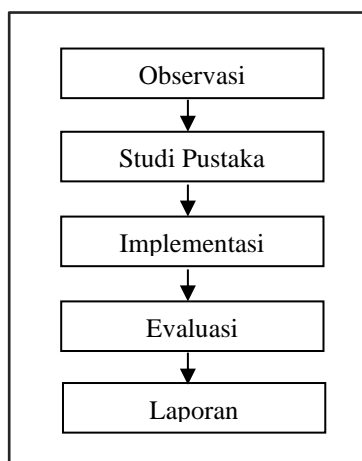 Observasi
Studi Pustaka
Implementasi
Evaluasi
Laporan